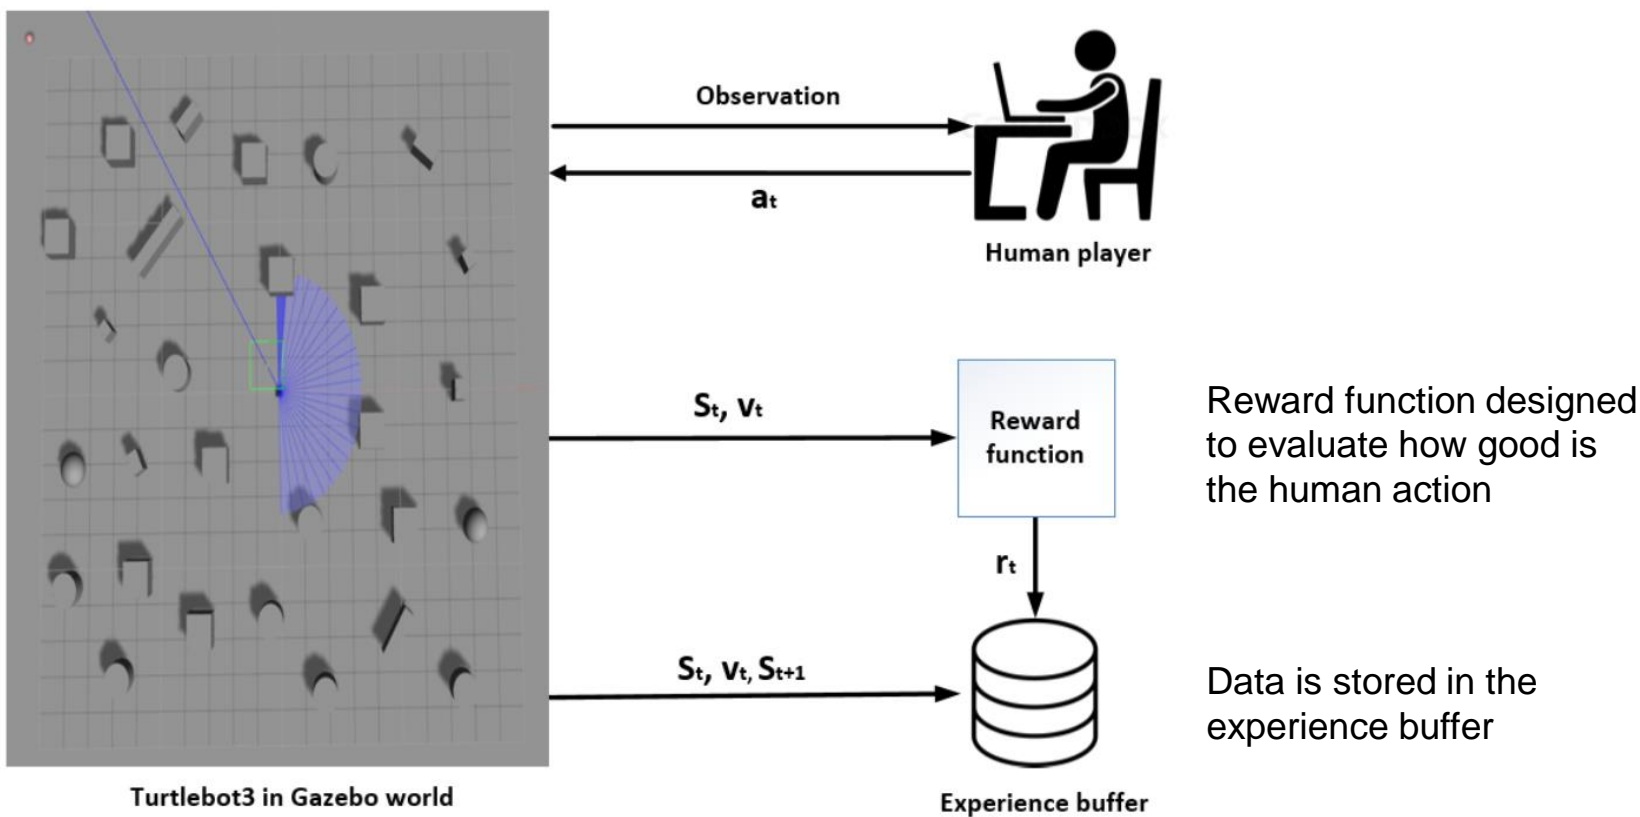 Observation
aₜ
Human player
Sₜ, vₜ
Reward
function
Reward function designed
to evaluate how good is
the human action
rₜ
Sₜ, vₜ, Sₜ₊₁
Data is stored in the
experience buffer
Turtlebot3 in Gazebo world
Experience buffer